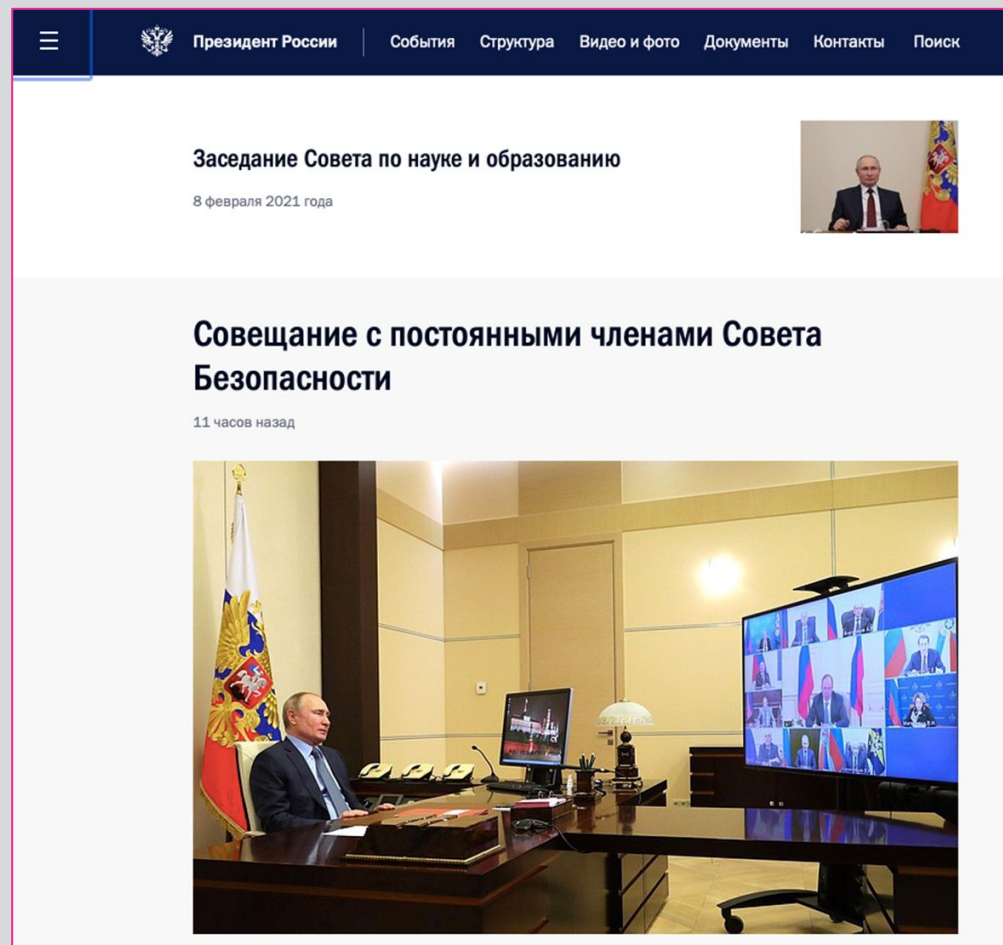 Президент России
События
Структура
Видео и фото
Документы
Контакты
Поиск
Заседание Совета по науке и образованию
8 февраля 2021 года
Совещание с постоянными членами Совета
Безопасности
11 часов назад